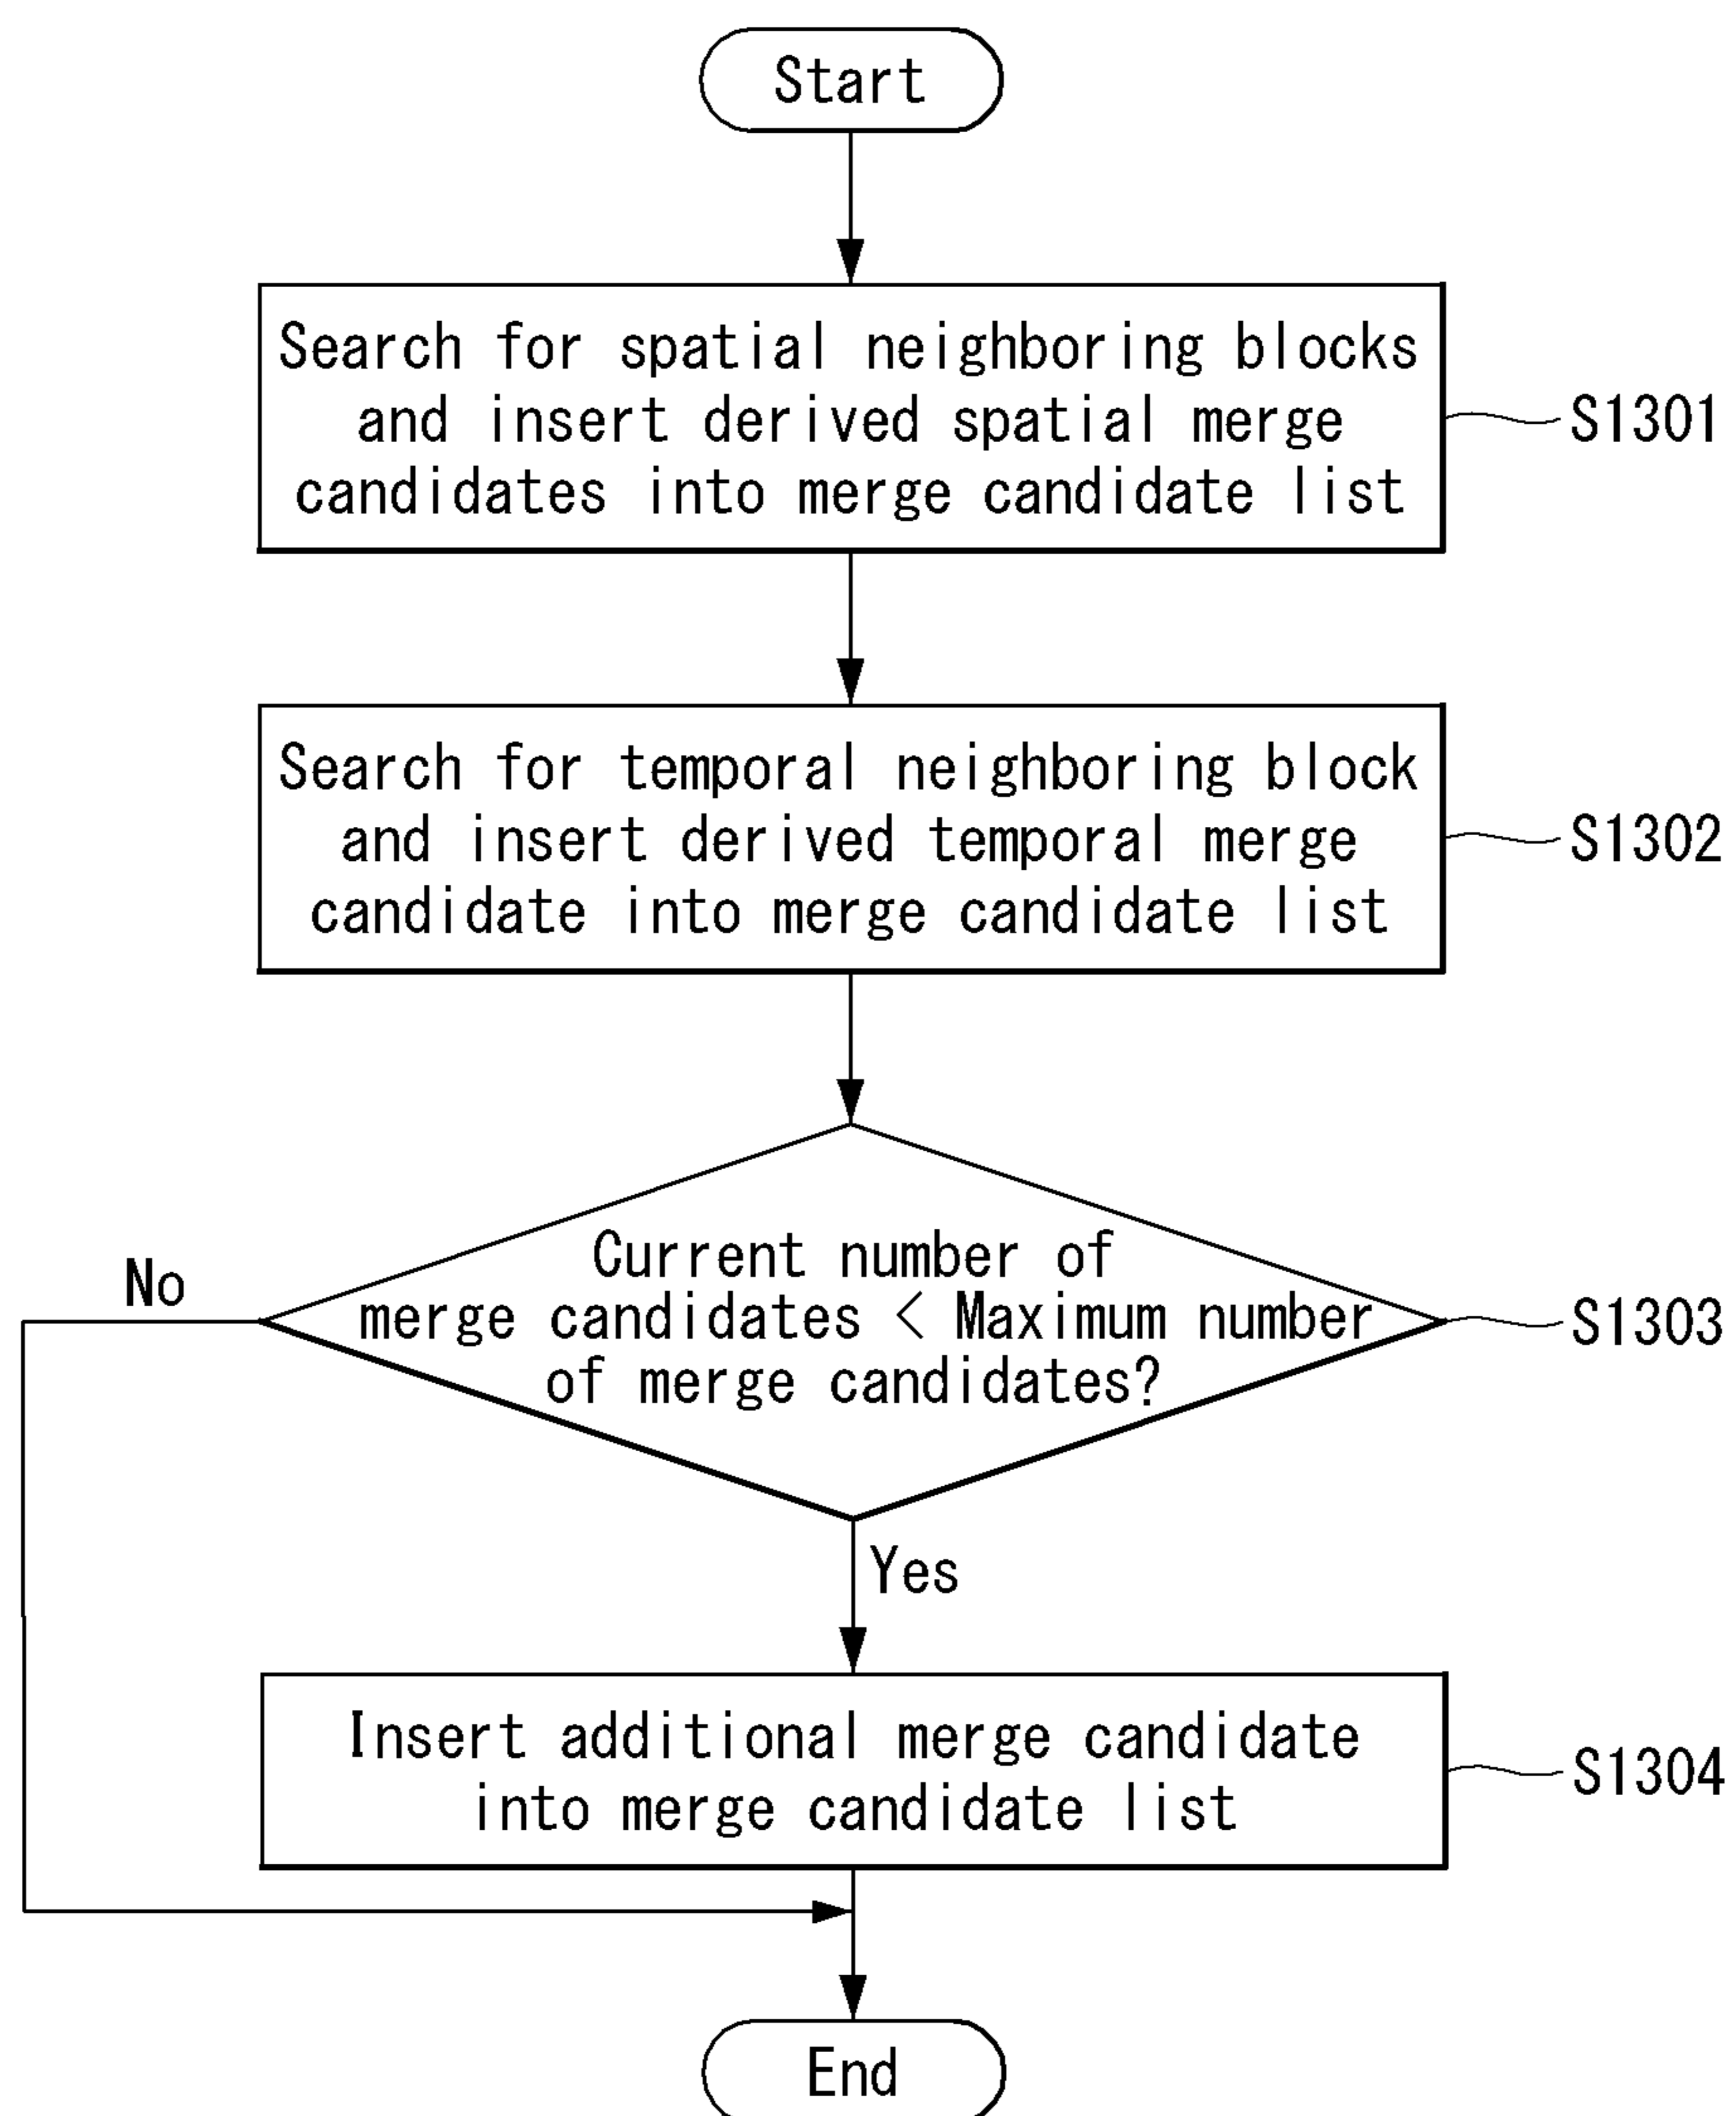 Start
Search for spatial neighboring blocks
and insert derived spatial merge
candidates into merge candidate list
S1301
Search for temporal neighboring block
and insert derived temporal merge
candidate into merge candidate list
S1302
Current number of
merge candidates < Maximum number
of merge candidates?
S1303
No
Yes
Insert additional merge candidate
into merge candidate list
S1304
End